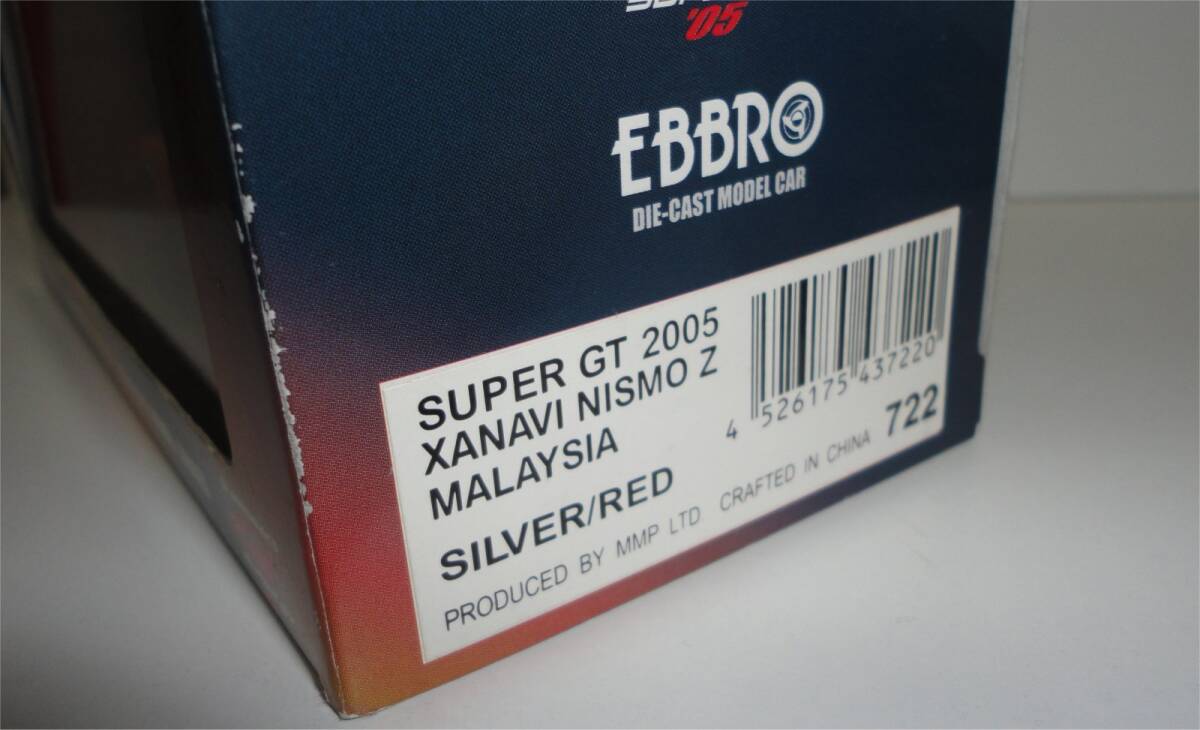 '05
EBBRO
DIE-CAST MODEL CAR
SUPER GT 2005
XANAVI NISMO Z
MALAYSIA
SILVER/RED
PRODUCED BY MMP LTD CRAFTED IN CHINA
4 526175 437220
722